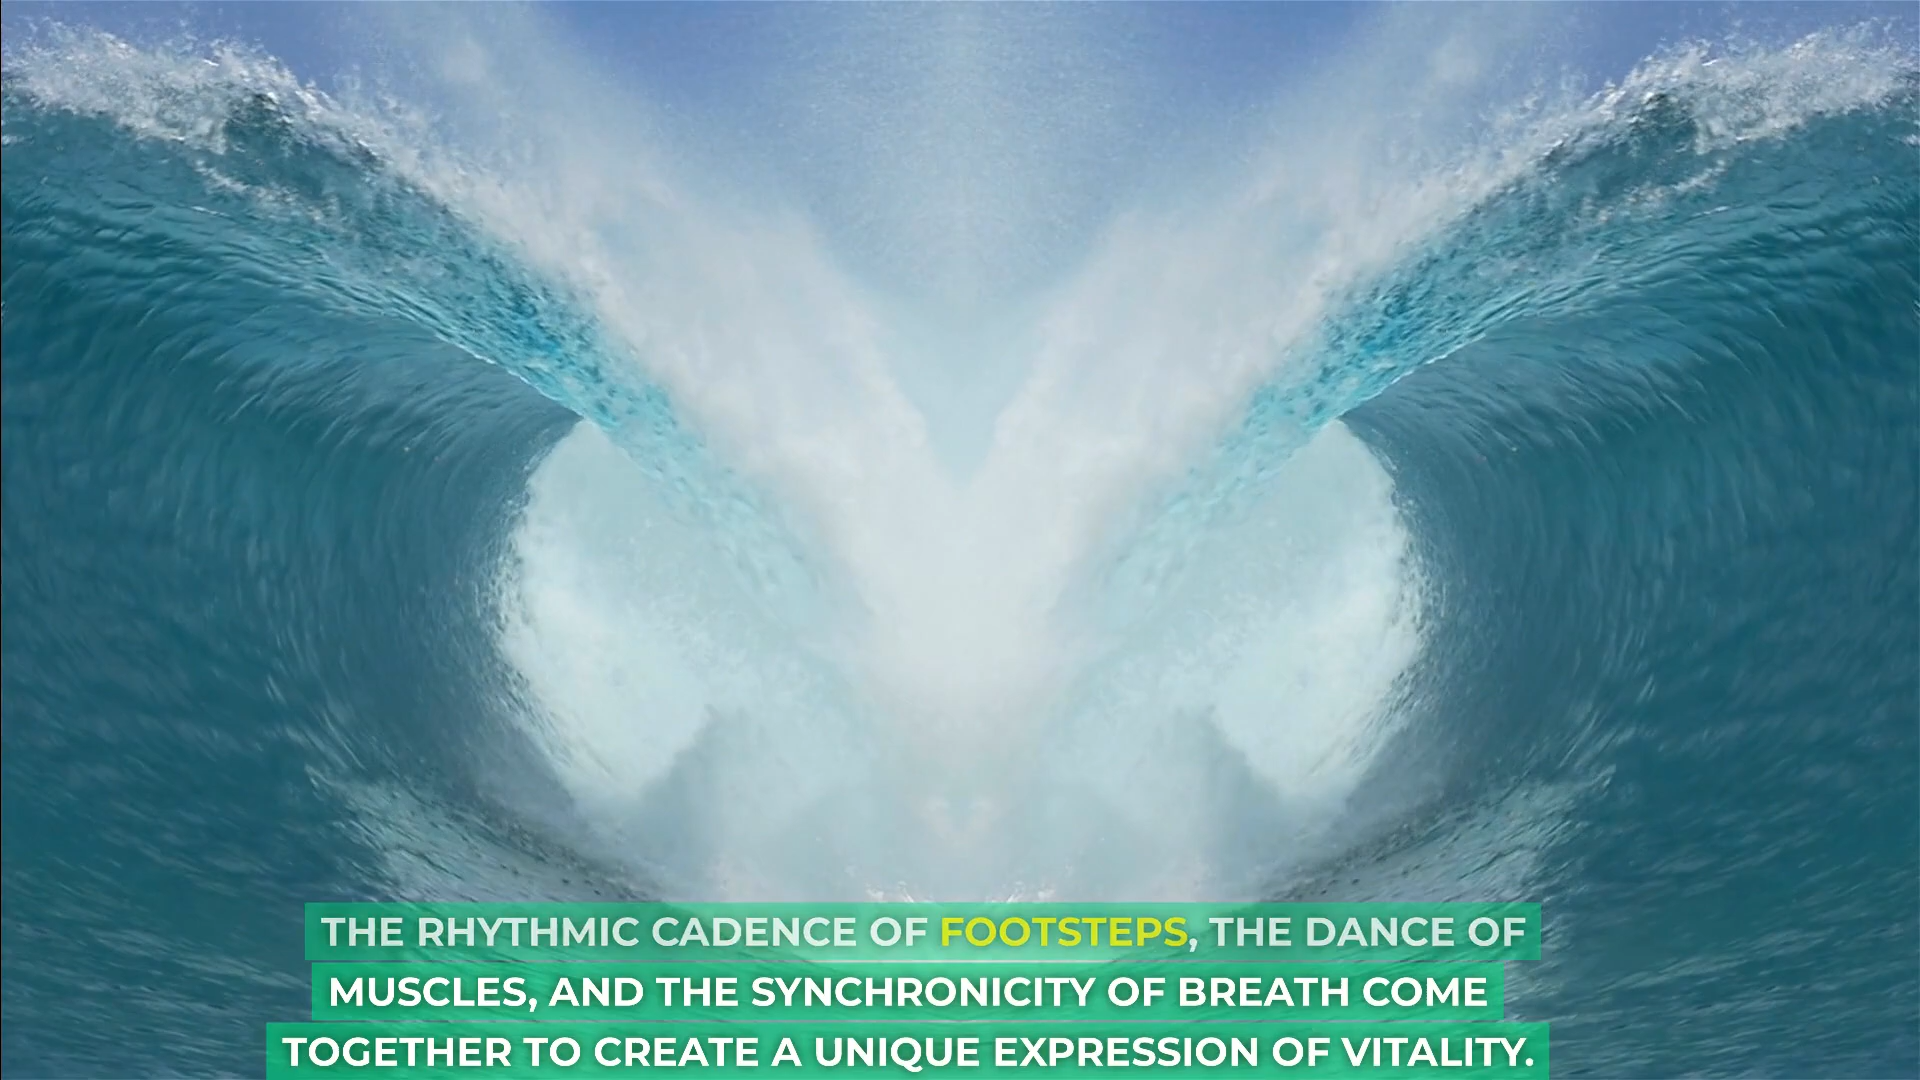 THE RHYTHMIC CADENCE OF FOOTSTEPS, THE DANCE OF
MUSCLES, AND THE SYNCHRONICITY OF BREATH COME
TOGETHER TO CREATE A UNIQUE EXPRESSION OF VITALITY.